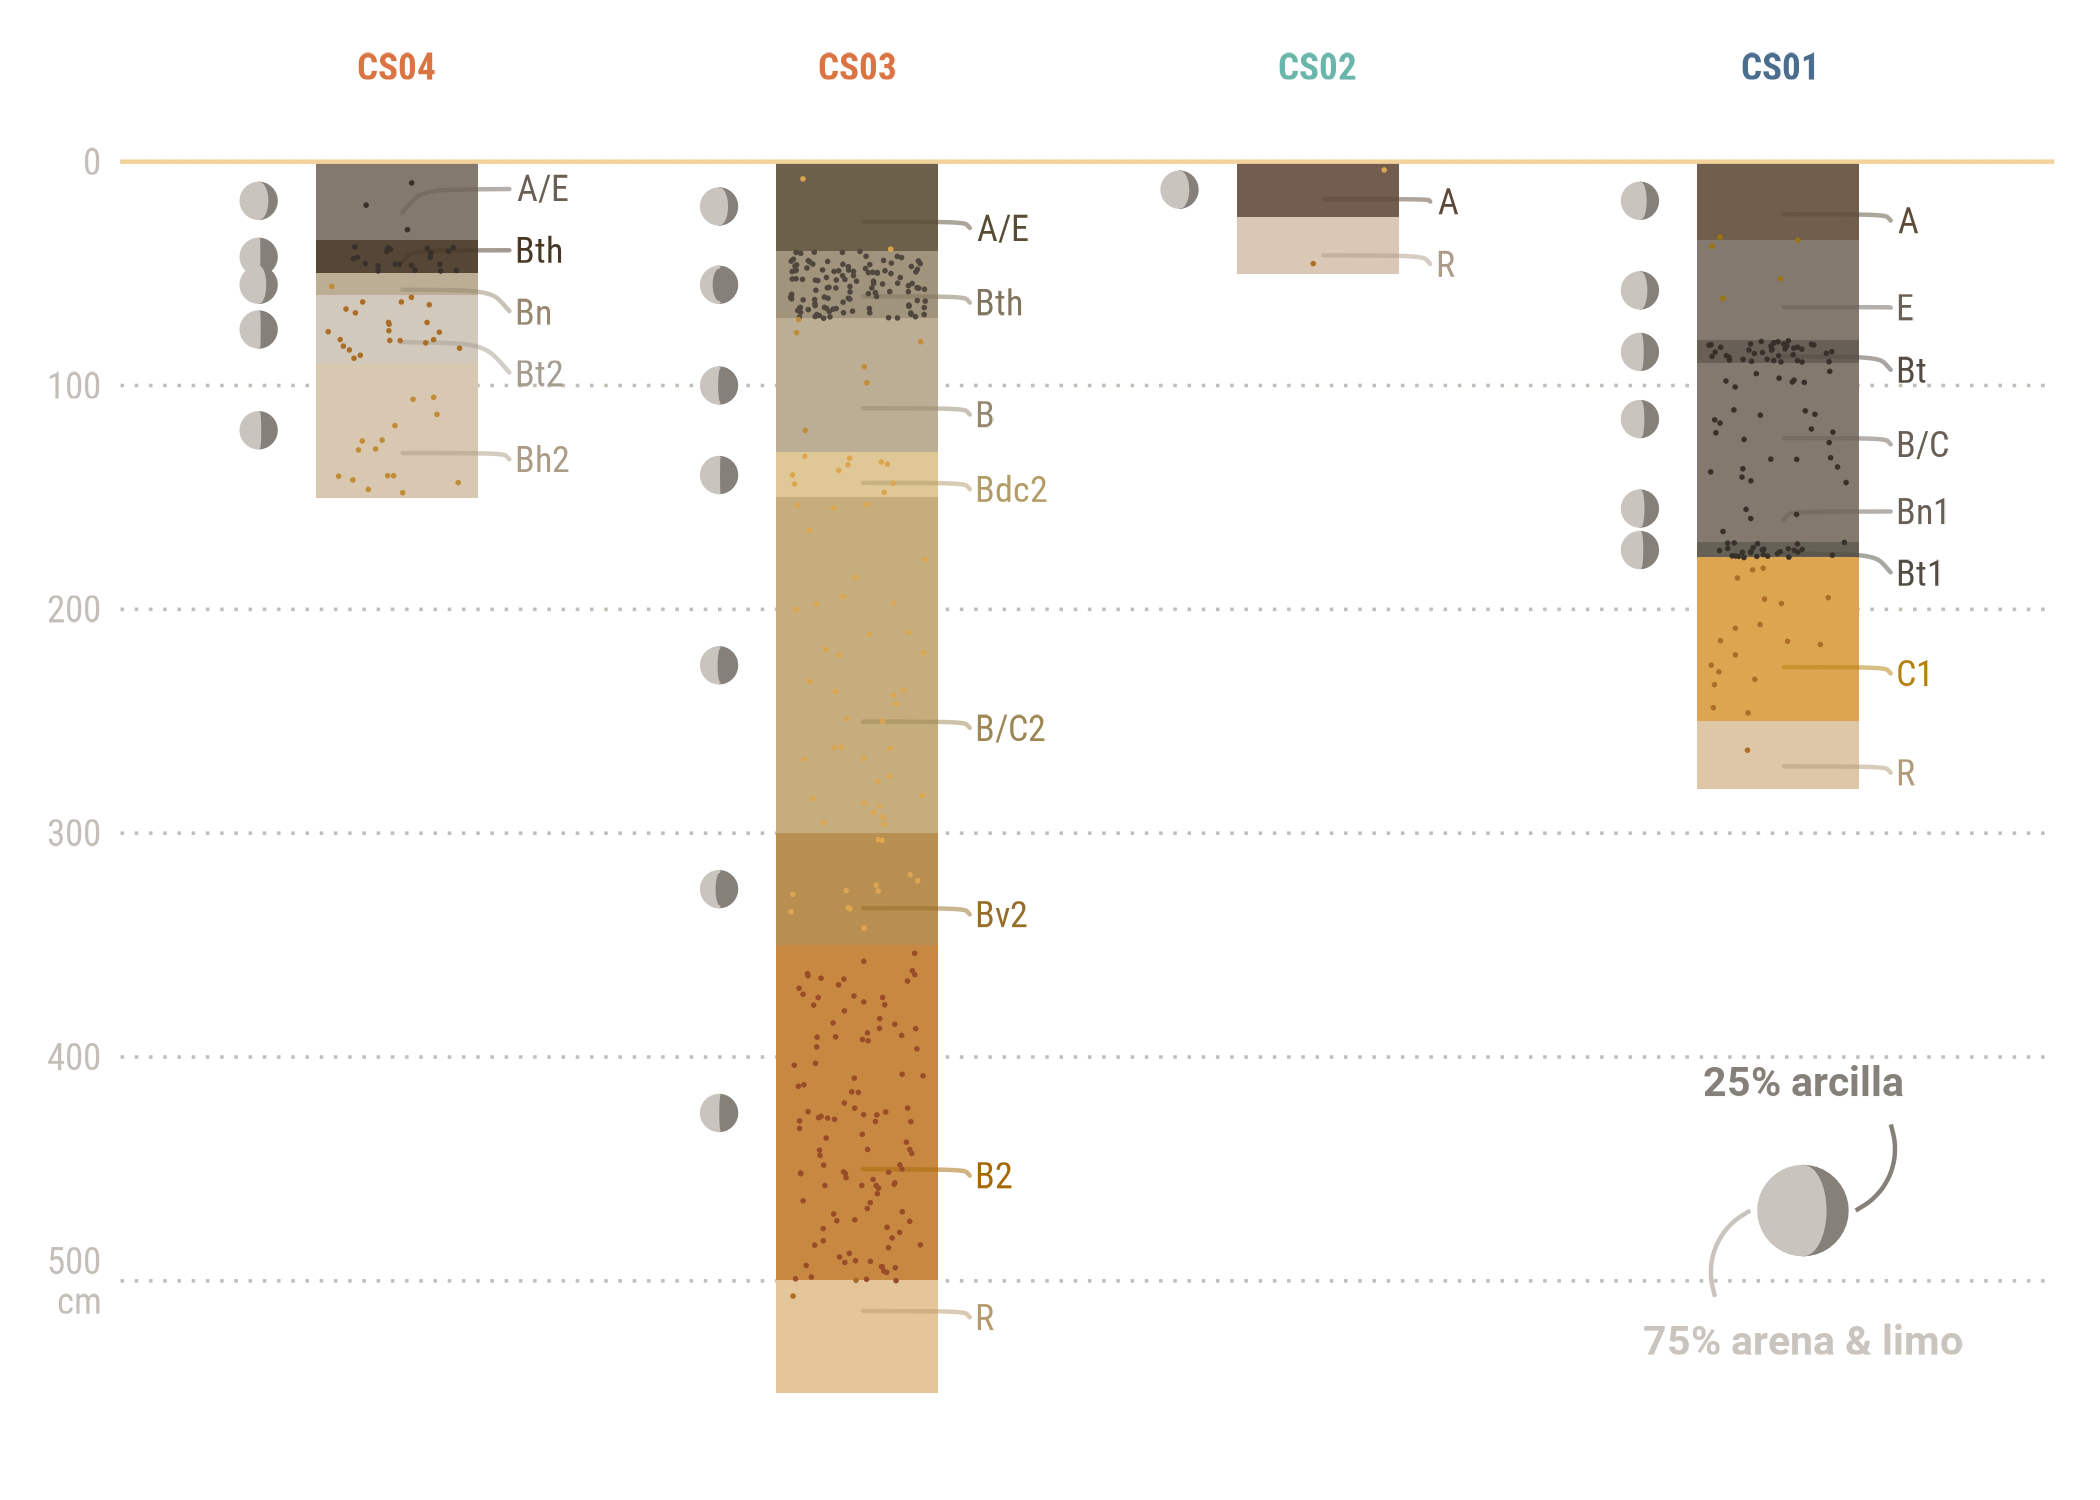 CS04
CS03
CS02
CS01
0
100
200
300
400
500
cm
A/E
Bth
Bn
Bt2
Bh2
A/E
Bth
B
Bdc2
B/C2
Bv2
B2
R
A
R
A
E
Bt
B/C
Bn1
Bt1
C1
R
25% arcilla
75% arena & limo